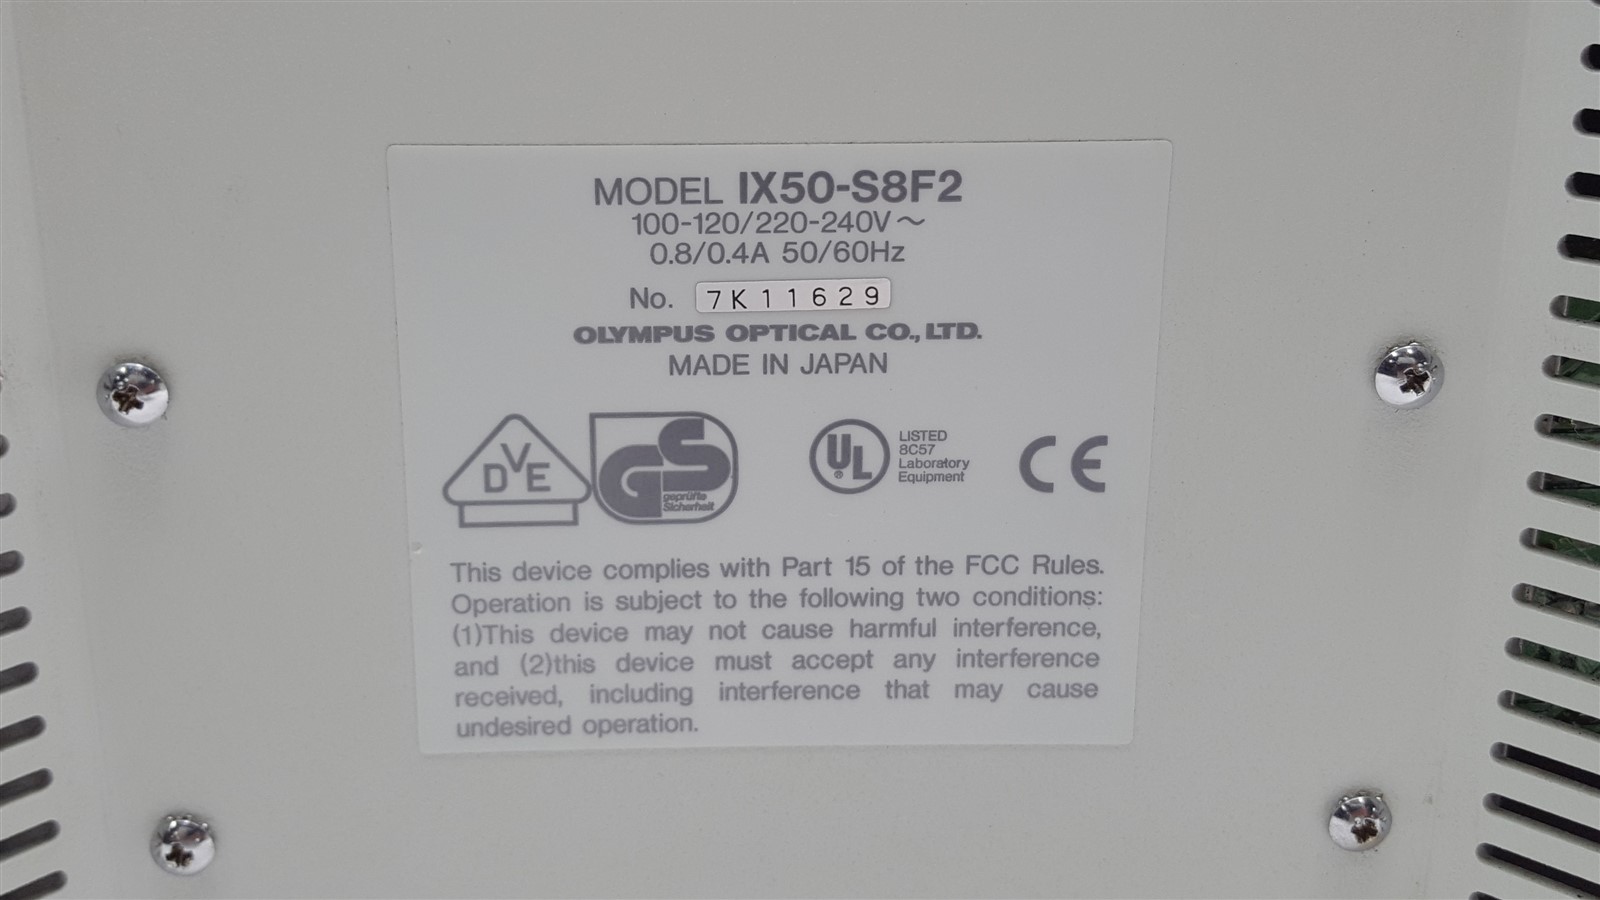 MODEL IX50-S8F2
100-120/220-240V～
0.8/0.4A 50/60Hz
No. 7K11629
OLYMPUS OPTICAL CO., LTD.
MADE IN JAPAN
DVE
GS
geprüfte
Sicherheit
UL
®
LISTED
8C57
Laboratory
Equipment
CE
This device complies with Part 15 of the FCC Rules.
Operation is subject to the following two conditions:
(1)This device may not cause harmful interference,
and (2)this device must accept any interference
received, including interference that may cause
undesired operation.